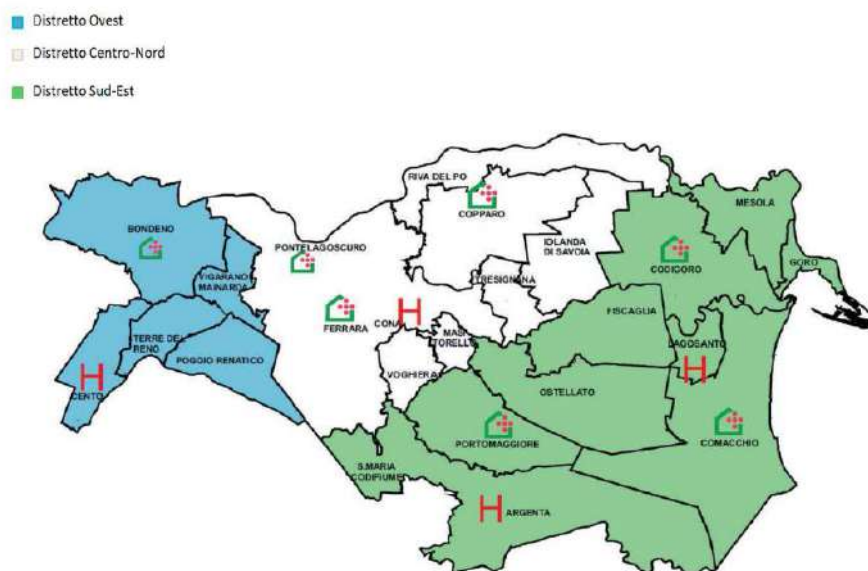 Distretto Ovest
Distretto Centro-Nord
Distretto Sud-Est
RIVA DEL PO
COPPARO
MESOLA
BONDENO
PONTELAGOSCURO
IOLANDA
DI SAVOIA
CODIGORO
GORO
VIGARANO
MAINARDA
TRESIGNANA
FISCAGLIA
FERRARA
CONA
H
MASI
TORELLO
TERRE DEL
RENO
POGGIO RENATICO
VOGHIERA
LAGOSANTO
H
H
CENTO
OSTELLATO
PORTOMAGGIORE
COMACCHIO
S.MARIA
CODIFIUME
H
ARGENTA